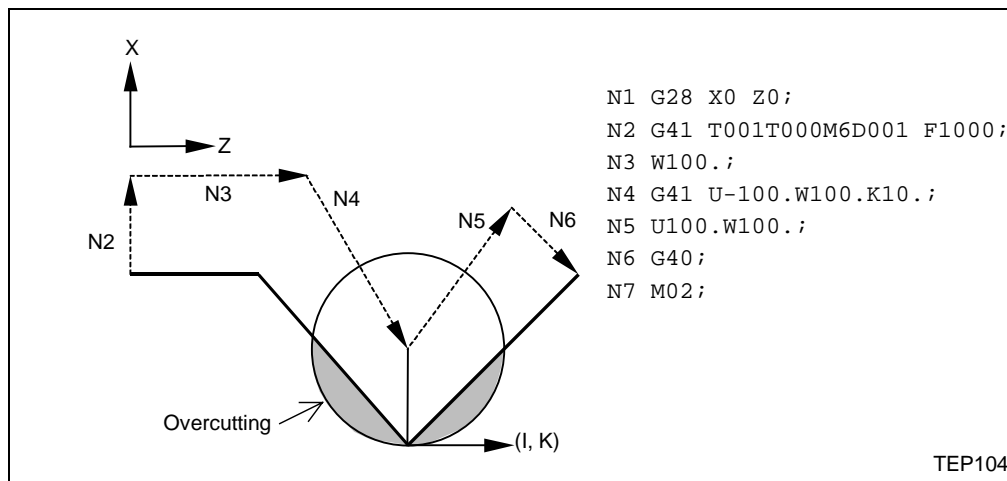 X
Z
N3
N4
N2
N5
N6
Overcutting
(I, K)
N1 G28 X0 Z0;
N2 G41 T001T000M6D001 F1000;
N3 W100.;
N4 G41 U-100.W100.K10.;
N5 U100.W100.;
N6 G40;
N7 M02;
TEP104